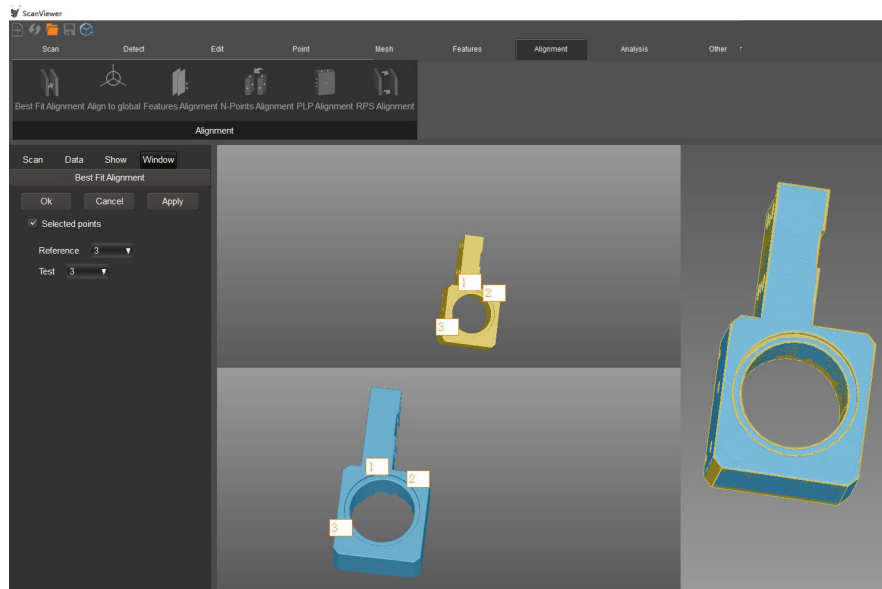 ScanViewer
Scan Detect Edit Point Mesh Features Alignment Analysis Other
Best Fit Alignment Align to global Features Alignment N-Points Alignment PLP Alignment RPS Alignment
Alignment
Scan Data Show Window
Best Fit Alignment
Ok Cancel Apply
Selected points
Reference 3
Test 3
1
2
3
1
2
3